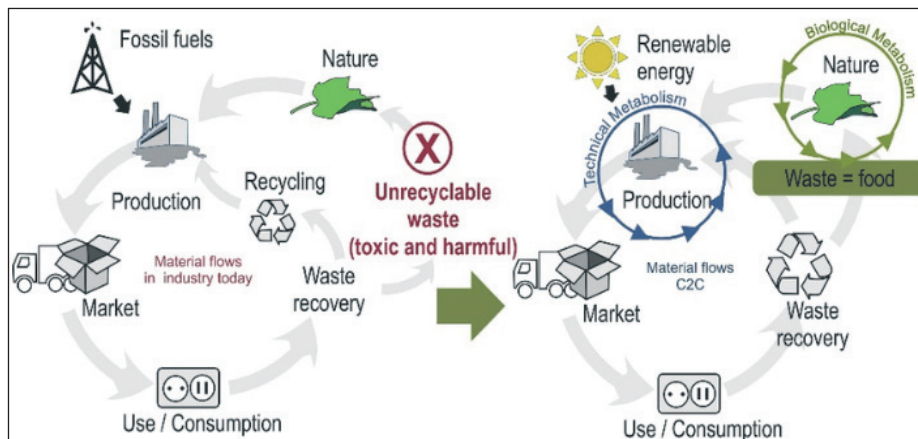 Fossil fuels
Nature
Recycling
Production
X
Unrecyclable
waste
(toxic and harmful)
Material flows
in industry today
Waste
recovery
Market
Use / Consumption
Renewable
energy
Biological Metabolism
Nature
Technical Metabolism
Production
Waste = food
Material flows
C2C
Market
Waste
recovery
Use / Consumption